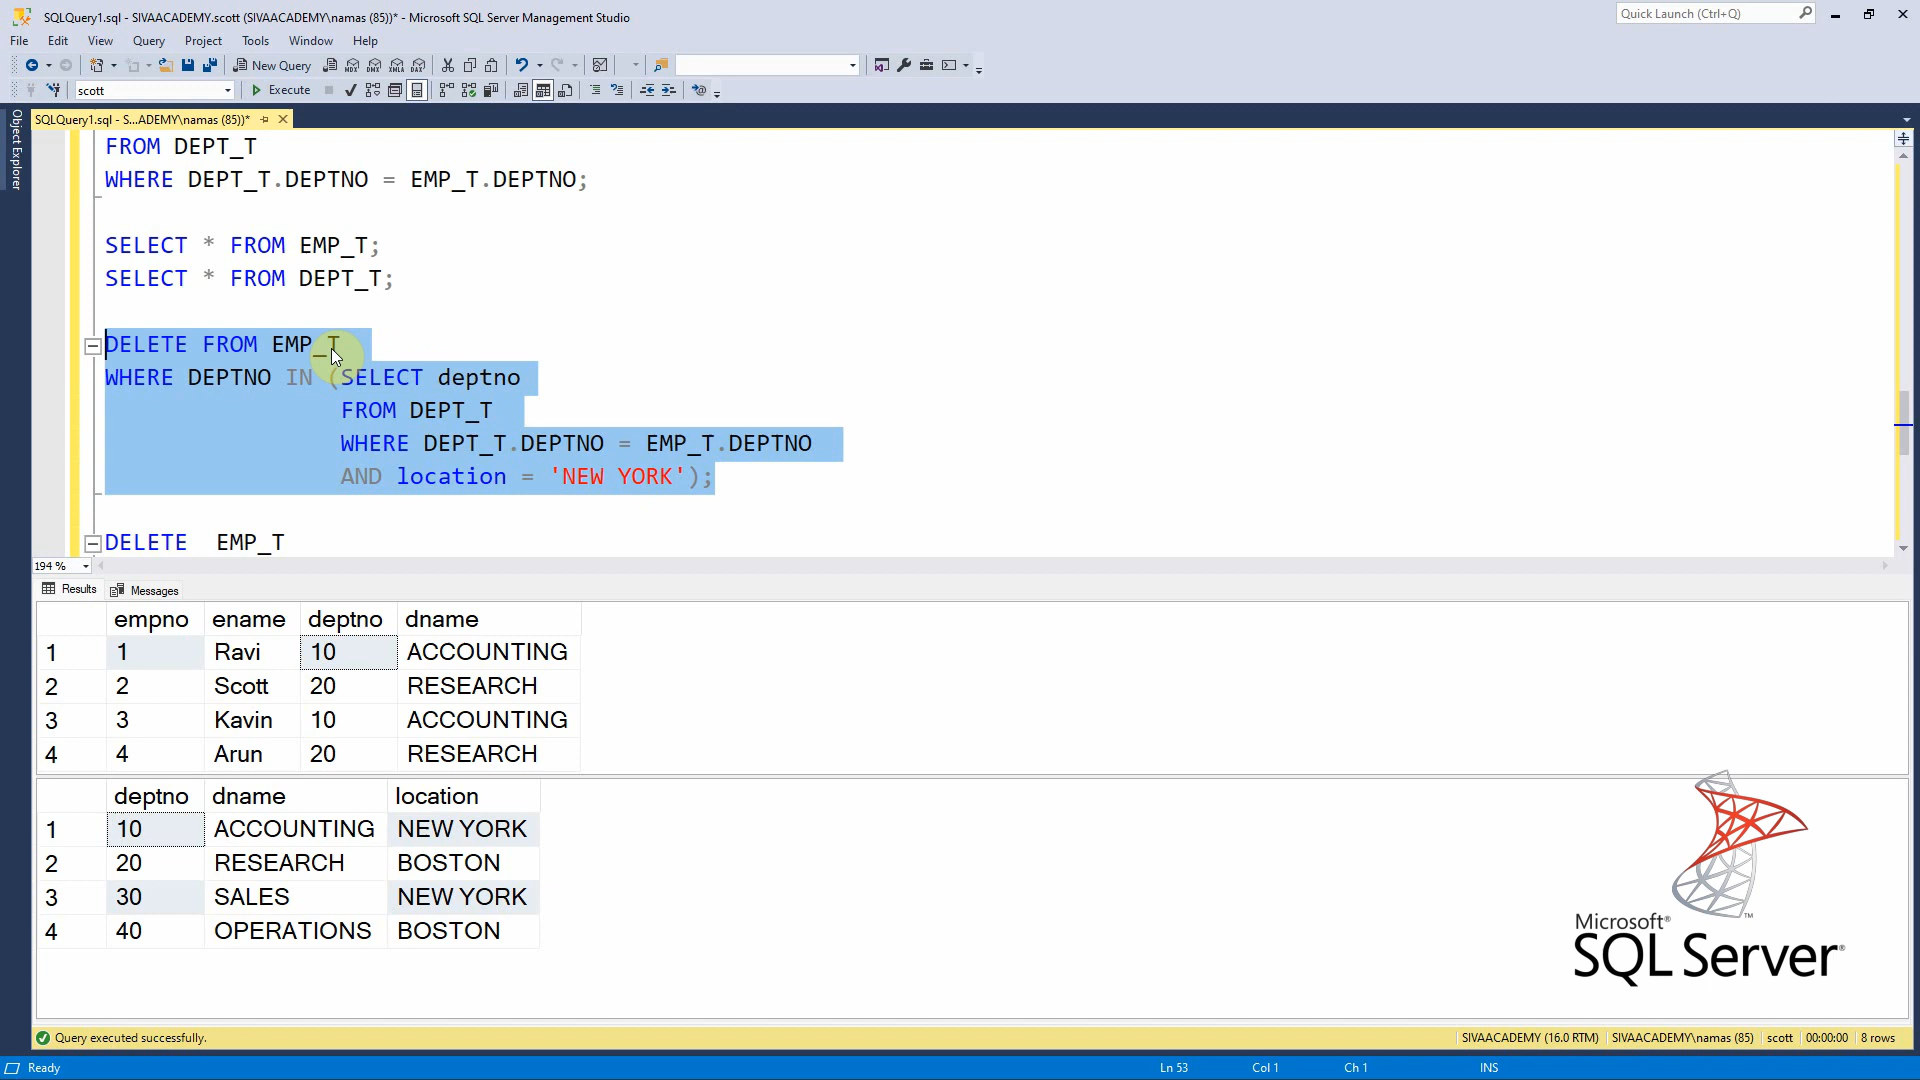 SQLQuery1.sql - SIVAACADEMY.scott (SIVAACADEMY\namas (85))* - Microsoft SQL Server Management Studio
Quick Launch (Ctrl+Q)
File Edit View Query Project Tools Window Help
New Query MDX DMX XMLA DAX
scott Execute
SQLQuery1.sql - S...ADEMY\namas (85))*
Object Explorer
FROM DEPT_T
WHERE DEPT_T.DEPTNO = EMP_T.DEPTNO;
SELECT * FROM EMP_T;
SELECT * FROM DEPT_T;
DELETE FROM EMP_T
WHERE DEPTNO IN (SELECT deptno
FROM DEPT_T
WHERE DEPT_T.DEPTNO = EMP_T.DEPTNO
AND location = 'NEW YORK');
DELETE  EMP_T
194 %
Results Messages
empno ename deptno dname
1 1 Ravi 10 ACCOUNTING
2 2 Scott 20 RESEARCH
3 3 Kavin 10 ACCOUNTING
4 4 Arun 20 RESEARCH
deptno dname location
1 10 ACCOUNTING NEW YORK
2 20 RESEARCH BOSTON
3 30 SALES NEW YORK
4 40 OPERATIONS BOSTON
Microsoft®
SQL Server®
™
Query executed successfully.
SIVAACADEMY (16.0 RTM) SIVAACADEMY\namas (85) scott 00:00:00 8 rows
Ready Ln 53 Col 1 Ch 1 INS